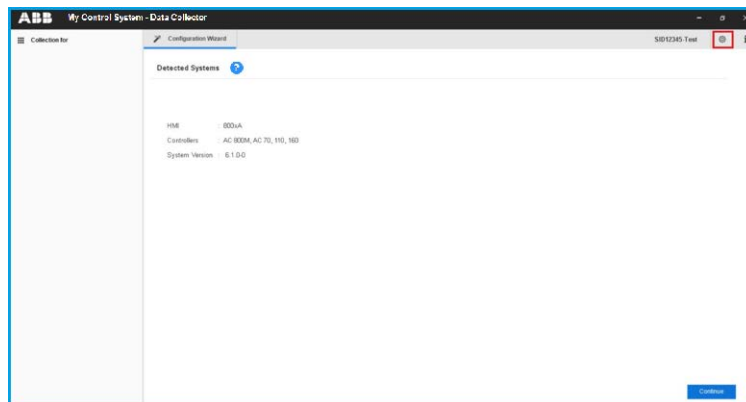 ABB My Control System - Data Collector
Collection for
Configuration Wizard
SID12345-Test
Detected Systems ?
HMI : 800xA
Controllers : AC 800M, AC 70, 110, 160
System Version : 6.1.0-0
Continue